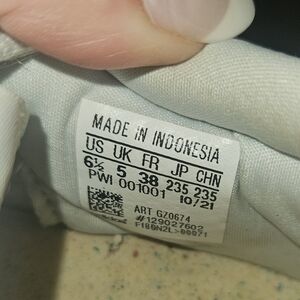 MADE IN INDONESIA
US UK FR JP CHN
6½ 5 38 235 235
PWI 001001 10/21
ART GZ0674
#129027602